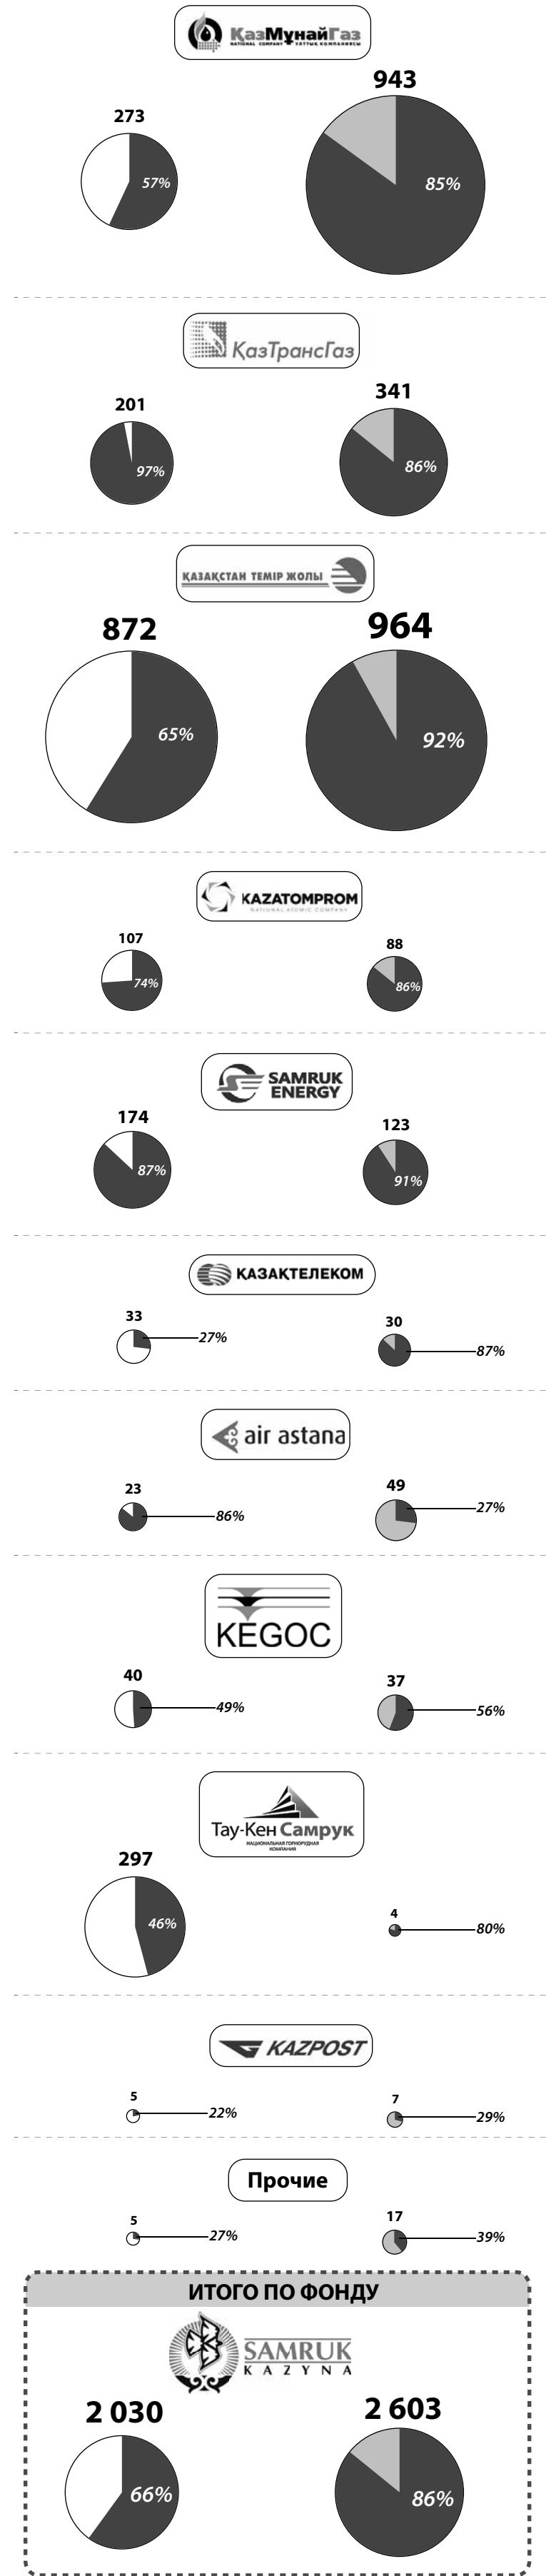 ҚазМұнайГаз
NATIONAL COMPANY • ҰЛТТЫҚ КОМПАНИЯСЫ
943
273
57%
85%
ҚазТрансГаз
341
201
97%
86%
ҚАЗАҚСТАН ТЕМІР ЖОЛЫ
872
964
65%
92%
KAZATOMPROM
NATIONAL ATOMIC COMPANY
107
88
74%
86%
SAMRUK
ENERGY
174
123
87%
91%
ҚАЗАҚТЕЛЕКОМ
33
30
27%
87%
air astana
23
49
86%
27%
KEGOC
40
37
49%
56%
Тау-Кен Самрук
НАЦИОНАЛЬНАЯ ГОРНОРУДНАЯ
КОМПАНИЯ
297
46%
4
80%
KAZPOST
5
7
22%
29%
Прочие
5
17
27%
39%
ИТОГО ПО ФОНДУ
SAMRUK
KAZYNA
2 030
2 603
66%
86%